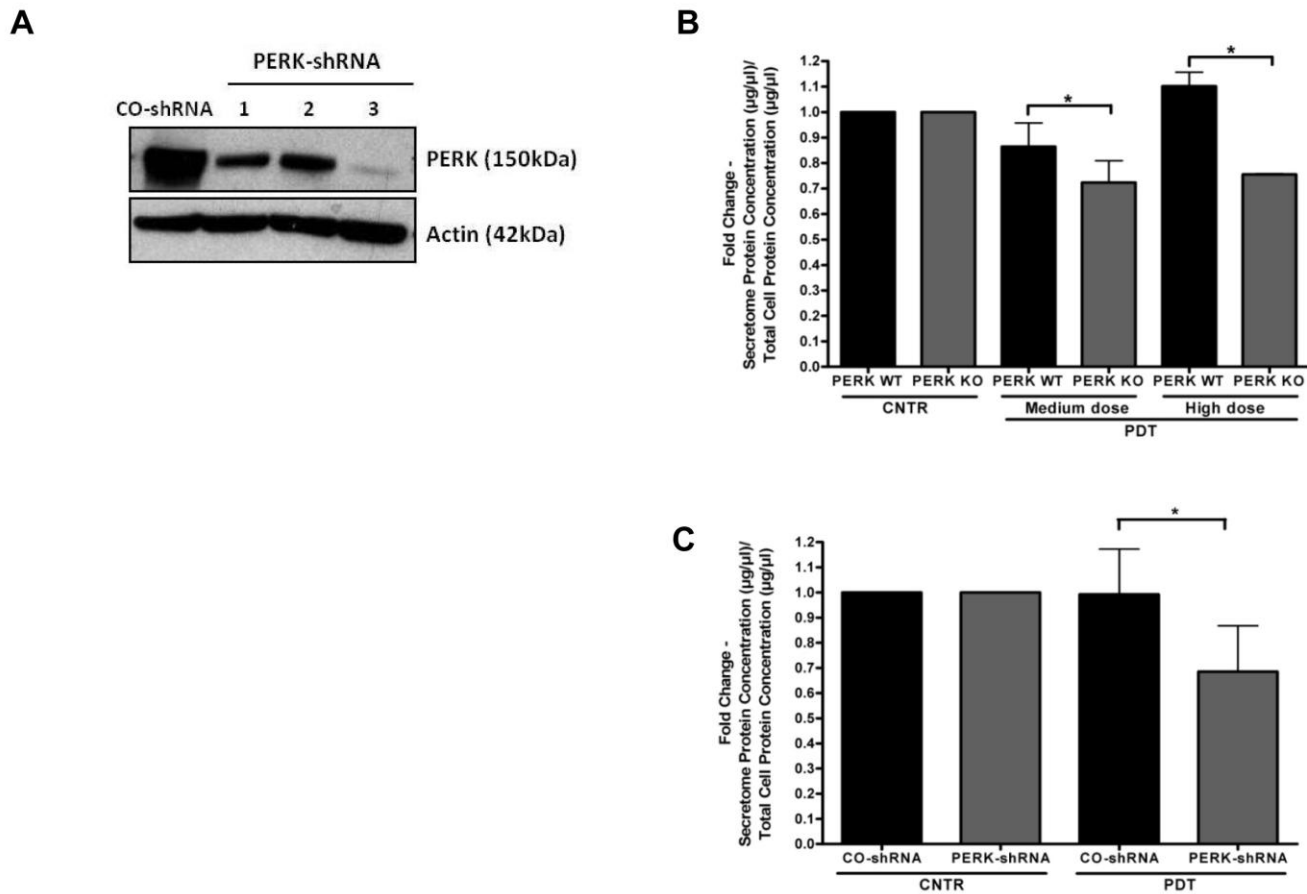 A
PERK-shRNA
CO-shRNA 1 2 3
PERK (150kDa)
Actin (42kDa)
B
Fold Change -
Secretome Protein Concentration (µg/µl)/
Total Cell Protein Concentration (µg/µl)
1.2
1.1
1.0
0.9
0.8
0.7
0.6
0.5
0.4
0.3
0.2
0.1
0.0
*
*
PERK WT PERK KO PERK WT PERK KO PERK WT PERK KO
CNTR Medium dose High dose
PDT
C
Fold Change -
Secretome Protein Concentration (µg/µl)/
Total Cell Protein Concentration (µg/µl)
1.2
1.1
1.0
0.9
0.8
0.7
0.6
0.5
0.4
0.3
0.2
0.1
0.0
*
CO-shRNA PERK-shRNA CO-shRNA PERK-shRNA
CNTR PDT